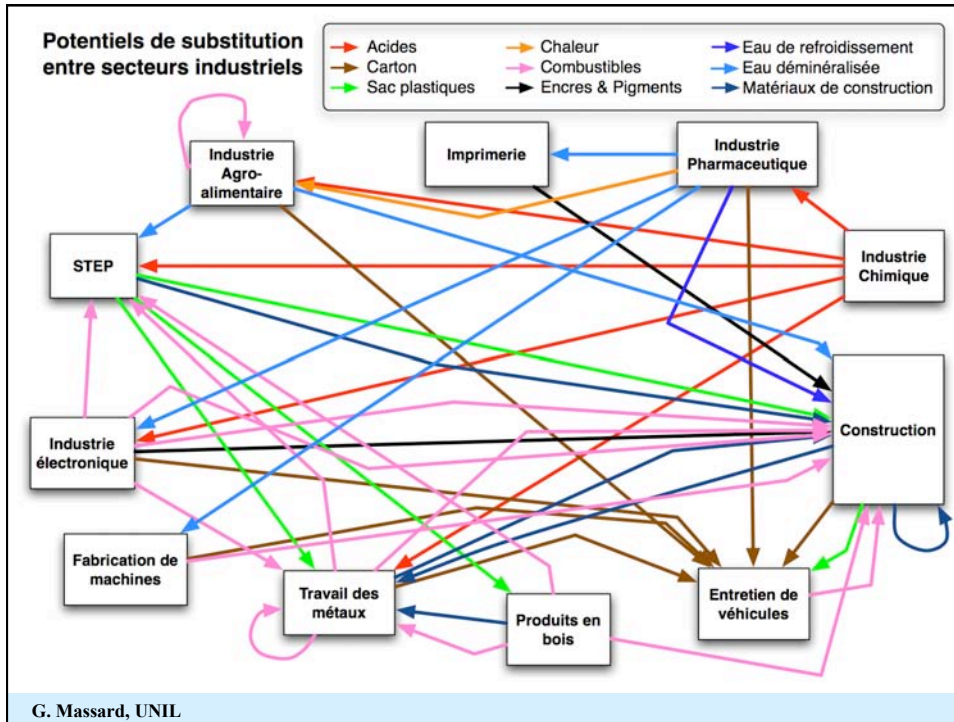 Potentiels de substitution
entre secteurs industriels
Acides
Carton
Sac plastiques
Chaleur
Combustibles
Encres & Pigments
Eau de refroidissement
Eau déminéralisée
Matériaux de construction
Industrie
Agro-
alimentaire
Imprimerie
Industrie
Pharmaceutique
STEP
Industrie
Chimique
Industrie
électronique
Construction
Fabrication de
machines
Travail des
métaux
Produits en
bois
Entretien de
véhicules
G. Massard, UNIL